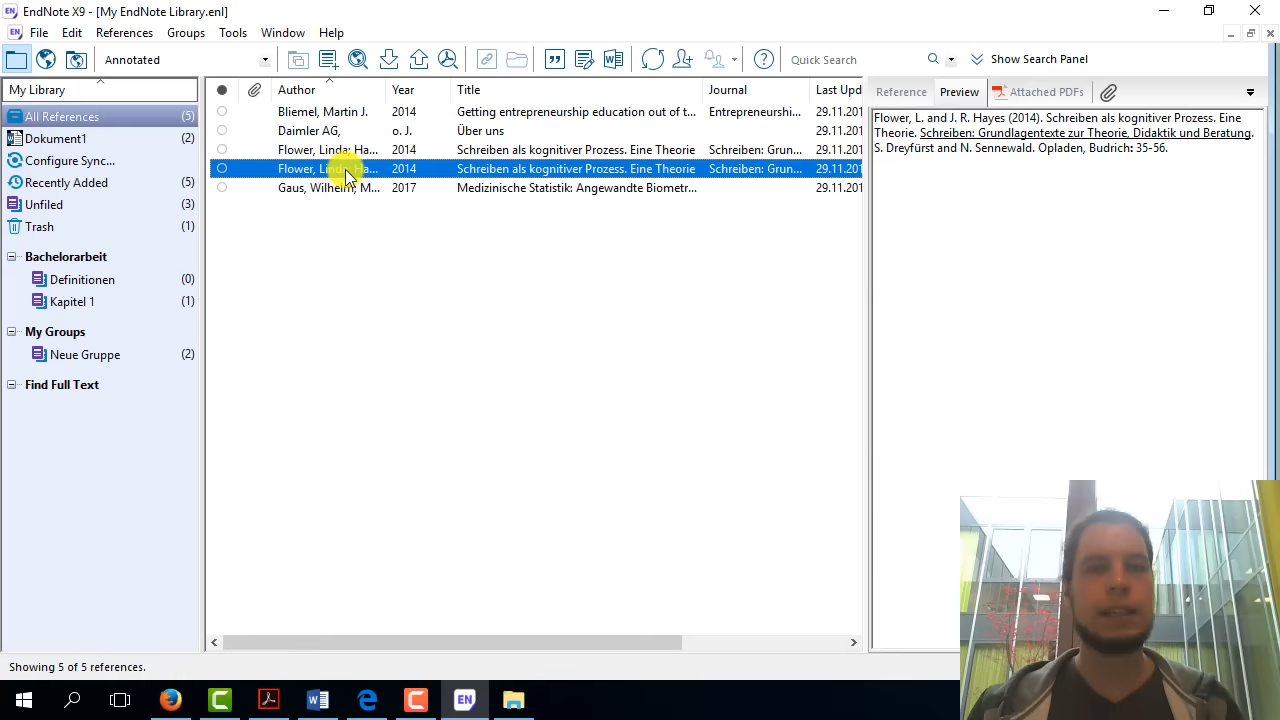 EndNote X9 - [My EndNote Library.enl]
File Edit References Groups Tools Window Help
Annotated
Quick Search
Show Search Panel
My Library
All References (5)
Dokument1 (2)
Configure Sync...
Recently Added (5)
Unfiled (3)
Trash (1)
Bachelorarbeit
Definitionen (0)
Kapitel 1 (1)
My Groups
Neue Gruppe (2)
Find Full Text
Author Year Title Journal Last Upd
Bliemel, Martin J. 2014 Getting entrepreneurship education out of t... Entrepreneurshi... 29.11.201
Daimler AG, o. J. Über uns 29.11.201
Flower, Linda; Ha... 2014 Schreiben als kognitiver Prozess. Eine Theorie Schreiben: Grun... 29.11.201
Flower, Linda; Ha... 2014 Schreiben als kognitiver Prozess. Eine Theorie Schreiben: Grun... 29.11.201
Gaus, Wilhelm; M... 2017 Medizinische Statistik: Angewandte Biometr... 29.11.201
Reference Preview Attached PDFs
Flower, L. and J. R. Hayes (2014). Schreiben als kognitiver Prozess. Eine
Theorie. Schreiben: Grundlagentexte zur Theorie, Didaktik und Beratung.
S. Dreyfürst and N. Sennewald. Opladen, Budrich: 35-56.
Showing 5 of 5 references.
EN